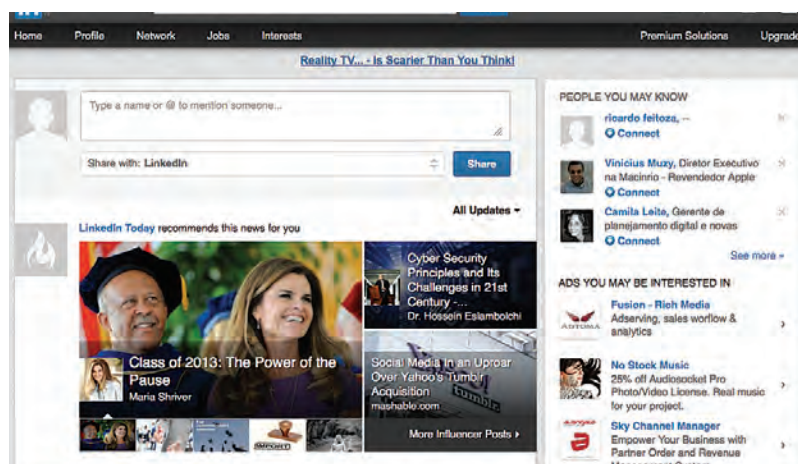 in
Home Profile Network Jobs Interests Premium Solutions Upgrade
Reality TV... - is Scarier Than You Think!
Type a name or @ to mention someone...
Share with: LinkedIn
Share
All Updates
LinkedIn Today recommends this news for you
Class of 2013: The Power of the
Pause
Maria Shriver
Cyber Security
Principles and Its
Challenges in 21st
Century -...
Dr. Hossein Eslambolchi
Social Media in an Uproar
Over Yahoo's Tumblr
Acquisition
mashable.com
tumblr.
IMPORT
More Influencer Posts
PEOPLE YOU MAY KNOW
ricardo feitoza, --
Connect
Vinicius Muzy, Diretor Executivo
na Macinrio - Revendedor Apple
Connect
Camila Leite, Gerente de
planejamento digital e novas
Connect
See more »
ADS YOU MAY BE INTERESTED IN
Fusion - Rich Media
Adserving, sales worflow &
analytics
No Stock Music
25% off Audiosocket Pro
Photo/Video License. Real music
for your project.
Sky Channel Manager
Empower Your Business with
Partner Order and Revenue